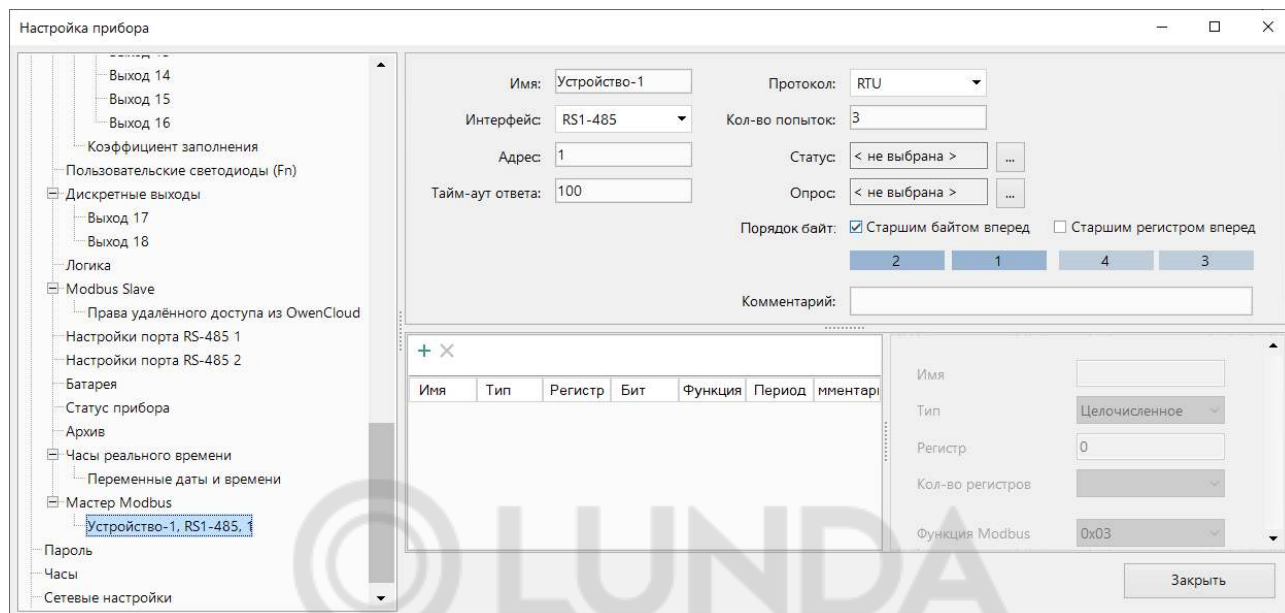 Настройка прибора
Выход 14
Выход 15
Выход 16
Коэффициент заполнения
Пользовательские светодиоды (Fn)
Дискретные выходы
Выход 17
Выход 18
Логика
Modbus Slave
Права удалённого доступа из OwenCloud
Настройки порта RS-485 1
Настройки порта RS-485 2
Батарея
Статус прибора
Архив
Часы реального времени
Переменные даты и времени
Мастер Modbus
Устройство-1, RS1-485, 1
Пароль
Часы
Сетевые настройки
Имя: Устройство-1 Протокол: RTU
Интерфейс: RS1-485 Кол-во попыток: 3
Адрес: 1 Статус: < не выбрана > ...
Тайм-аут ответа: 100 Опрос: < не выбрана > ...
Порядок байт: Старшим байтом вперед Старшим регистром вперед
2 1 4 3
Комментарий:
Имя Тип Регистр Бит Функция Период мментари
Имя
Тип Целочисленное
Регистр 0
Кол-во регистров
Функция Modbus 0x03
Закрыть
LUNDA